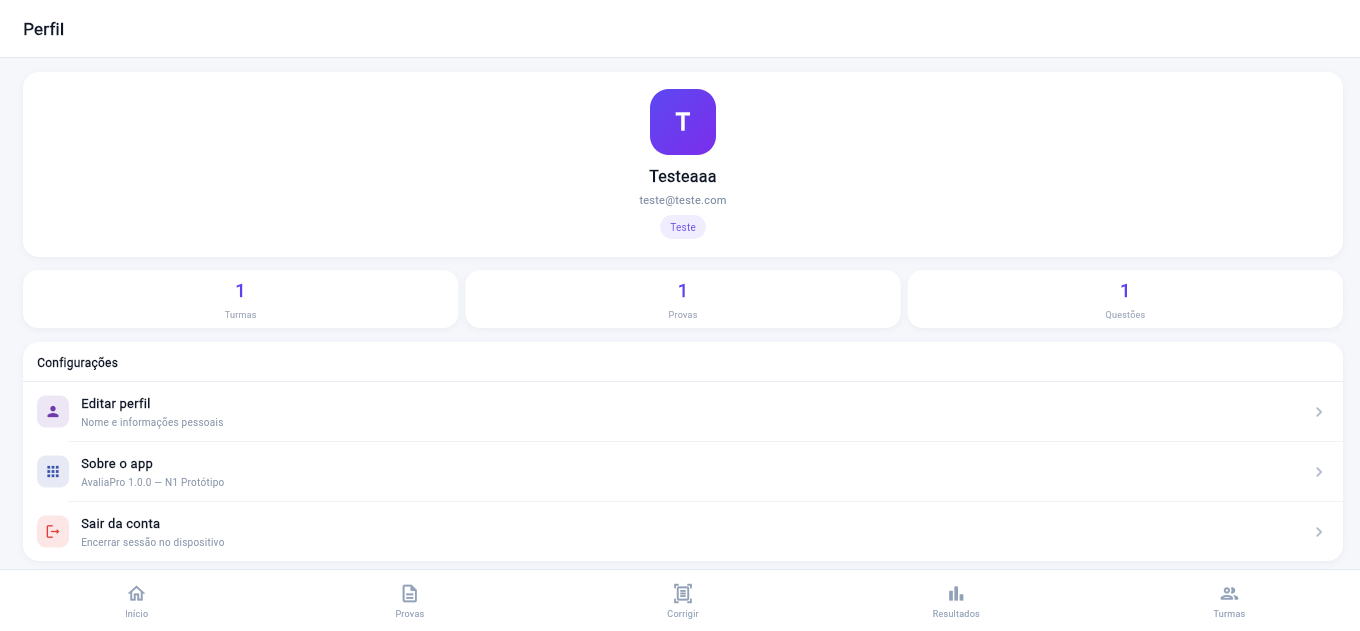 Perfil
T
Testeaaa
teste@teste.com
Teste
1
Turmas
1
Provas
1
Questões
Configurações
Editar perfil
Nome e informações pessoais
Sobre o app
AvaliaPro 1.0.0 — N1 Protótipo
Sair da conta
Encerrar sessão no dispositivo
Início
Provas
Corrigir
Resultados
Turmas